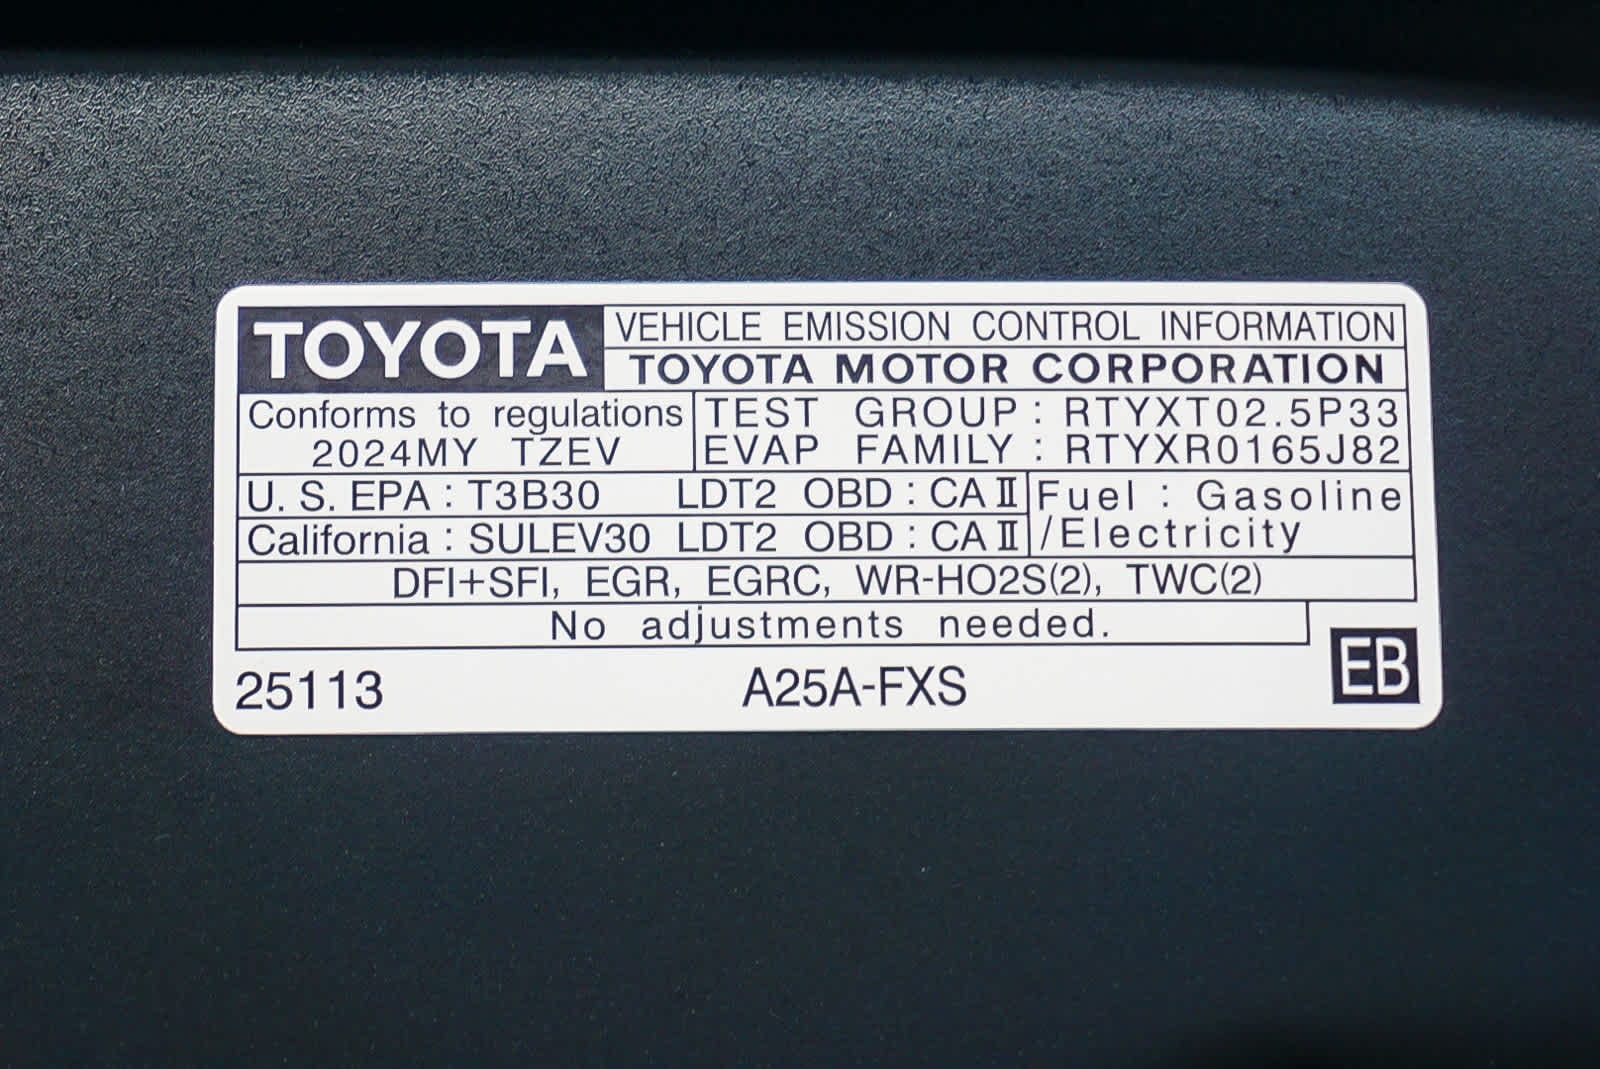 TOYOTA
VEHICLE EMISSION CONTROL INFORMATION
TOYOTA MOTOR CORPORATION
Conforms to regulations
2024MY TZEV
TEST GROUP : RTYXT02.5P33
EVAP FAMILY : RTYXR0165J82
U. S. EPA : T3B30 LDT2 OBD : CA II
California : SULEV30 LDT2 OBD : CA II
Fuel : Gasoline
/Electricity
DFI+SFI, EGR, EGRC, WR-HO2S(2), TWC(2)
No adjustments needed.
25113 A25A-FXS EB